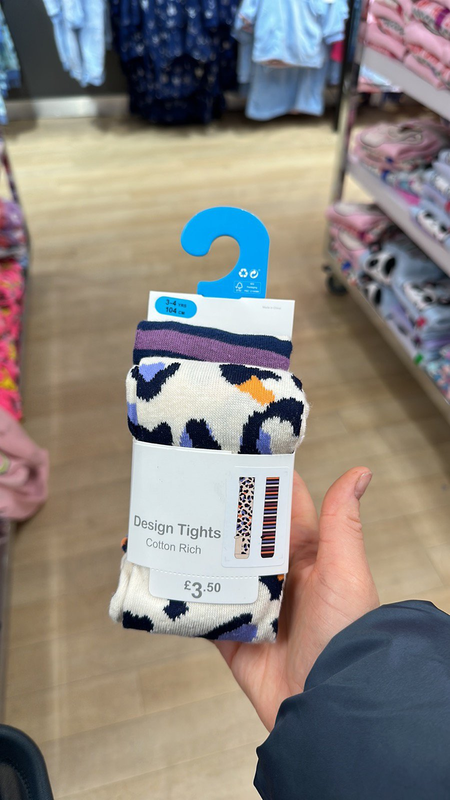 3-4 YRS
104 CM
Design Tights
Cotton Rich
£3.50